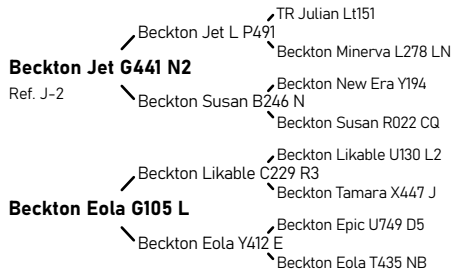 TR Julian Lt151
Beckton Jet L P491
Beckton Minerva L278 LN
Beckton Jet G441 N2
Ref. J-2
Beckton New Era Y194
Beckton Susan B246 N
Beckton Susan R022 CQ
Beckton Likable U130 L2
Beckton Likable C229 R3
Beckton Tamara X447 J
Beckton Eola G105 L
Beckton Epic U749 D5
Beckton Eola Y412 E
Beckton Eola T435 NB